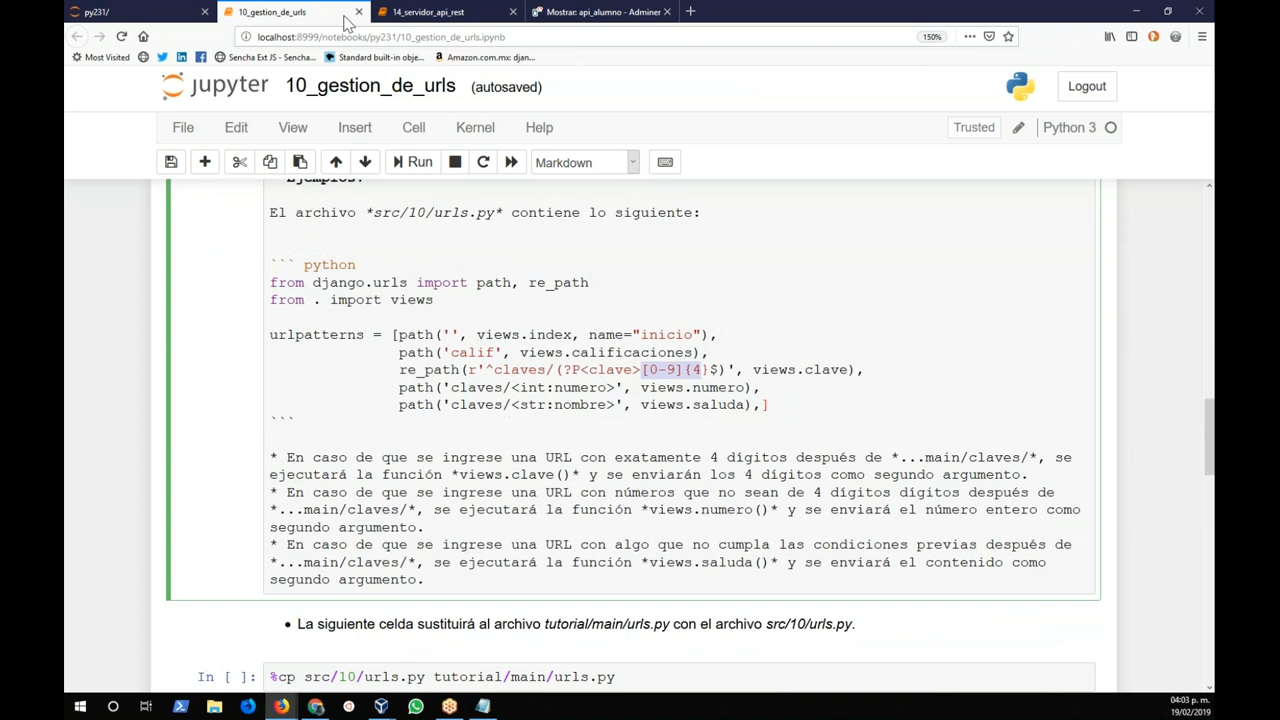 py231/
10_gestion_de_urls
14_servidor_api_rest
Mostrar: api_alumno - Adminer
localhost:8999/notebooks/py231/10_gestion_de_urls.ipynb
150%
Most Visited
Sencha Ext JS - Sencha...
Standard built-in obje...
Amazon.com.mx: djan...
jupyter 10_gestion_de_urls (autosaved)
Logout
File Edit View Insert Cell Kernel Help
Trusted
Python 3
Run
Markdown
Ejemplos:
El archivo *src/10/urls.py* contiene lo siguiente:
``` python
from django.urls import path, re_path
from . import views
urlpatterns = [path('', views.index, name="inicio"),
path('calif', views.calificaciones),
re_path(r'^claves/(?P<clave>[0-9]{4}$)', views.clave),
path('claves/<int:numero>', views.numero),
path('claves/<str:nombre>', views.saluda),]
```
* En caso de que se ingrese una URL con exatamente 4 dígitos después de *...main/claves/*, se
ejecutará la función *views.clave()* y se enviarán los 4 dígitos como segundo argumento.
* En caso de que se ingrese una URL con números que no sean de 4 dígitos dígitos después de
*...main/claves/*, se ejecutará la función *views.numero()* y se enviará el número entero como
segundo argumento.
* En caso de que se ingrese una URL con algo que no cumpla las condiciones previas después de
*...main/claves/*, se ejecutará la función *views.saluda()* y se enviará el contenido como
segundo argumento.
• La siguiente celda sustituirá al archivo tutorial/main/urls.py con el archivo src/10/urls.py.
In [ ]: %cp src/10/urls.py tutorial/main/urls.py
04:03 p. m.
19/02/2019